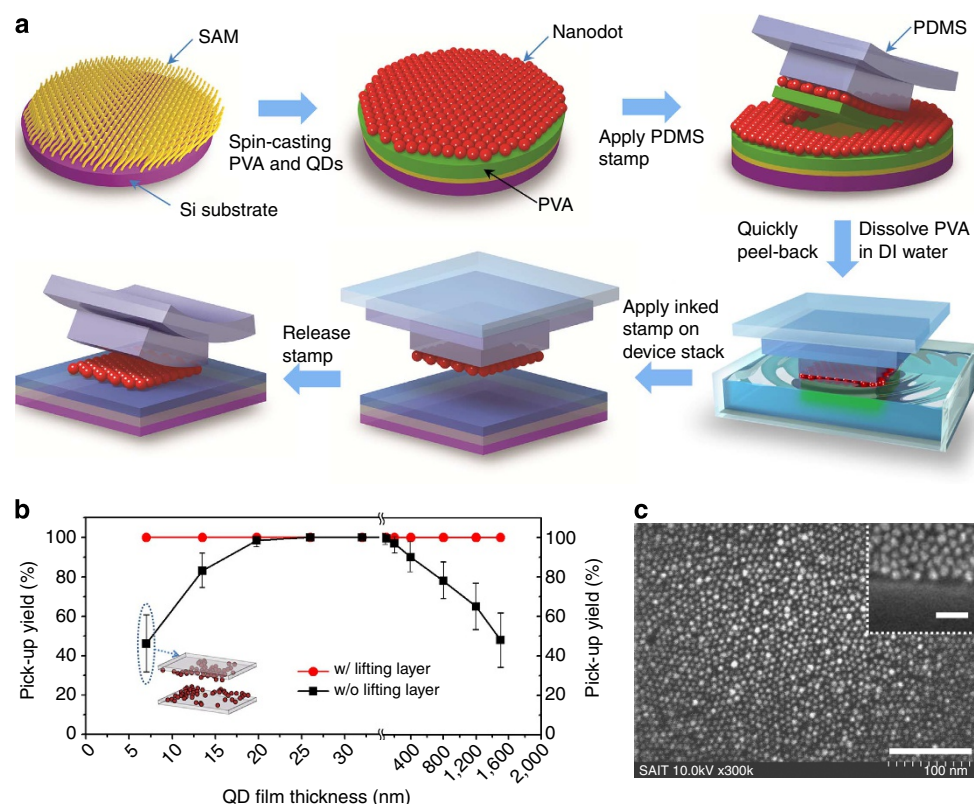 a
SAM
Nanodot
PDMS
Spin-casting
PVA and QDs
Apply PDMS
stamp
Si substrate
PVA
Quickly
peel-back
Dissolve PVA
in DI water
Release
stamp
Apply inked
stamp on
device stack
b
100
80
60
40
20
0
Pick-up yield (%)
w/ lifting layer
w/o lifting layer
100
80
60
40
20
0
Pick-up yield (%)
0 5 10 15 20 25 30 400 800 1,200 1,600 2,000
QD film thickness (nm)
c
SAIT 10.0kV x300k
100 nm